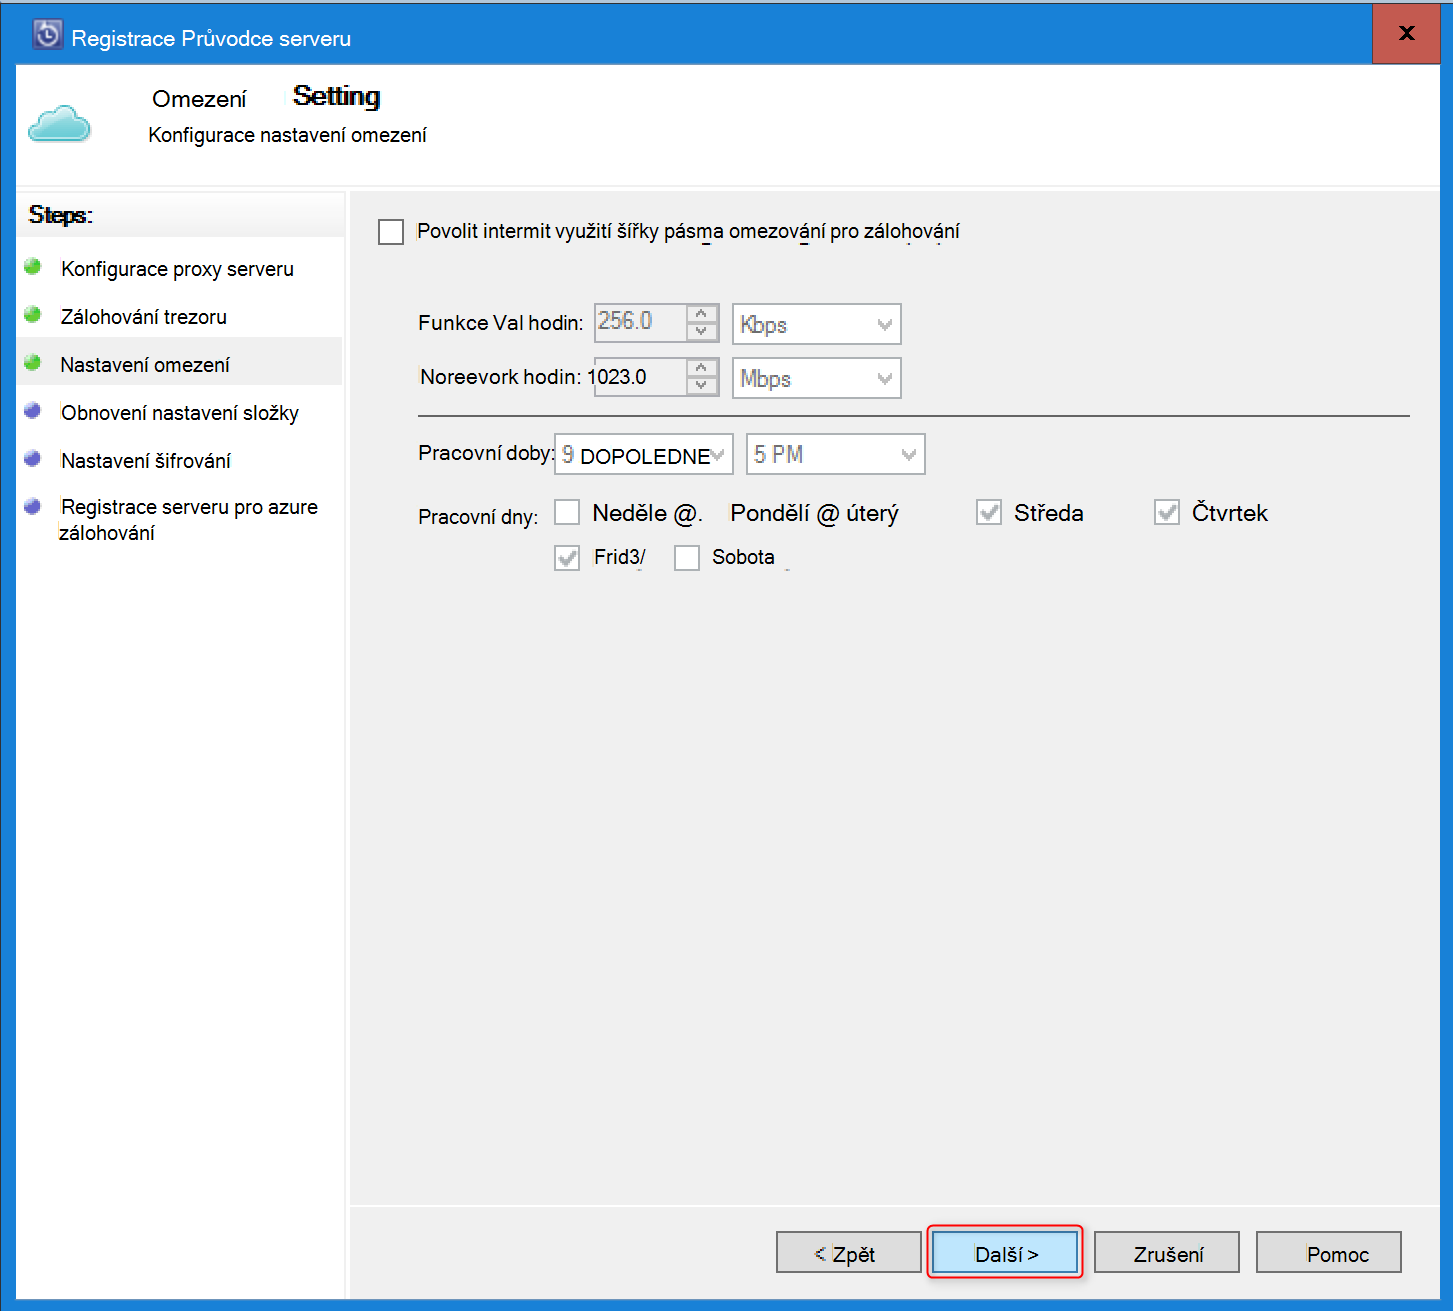 Registrace Průvodce serveru
x
Omezení Setting
Konfigurace nastavení omezení
Steps:
Konfigurace proxy serveru
Zálohování trezoru
Nastavení omezení
Obnovení nastavení složky
Nastavení šifrování
Registrace serveru pro azure
zálohování
Povolit intermit využití šířky pásma omezování pro zálohování
Funkce Val hodin: 256.0 Kbps
Noreevork hodin: 1023.0 Mbps
Pracovní doby: 9 DOPOLEDNE 5 PM
Pracovní dny: Neděle @. Pondělí @ úterý Středa Čtvrtek
Frid3/ Sobota
< Zpět Další > Zrušení Pomoc